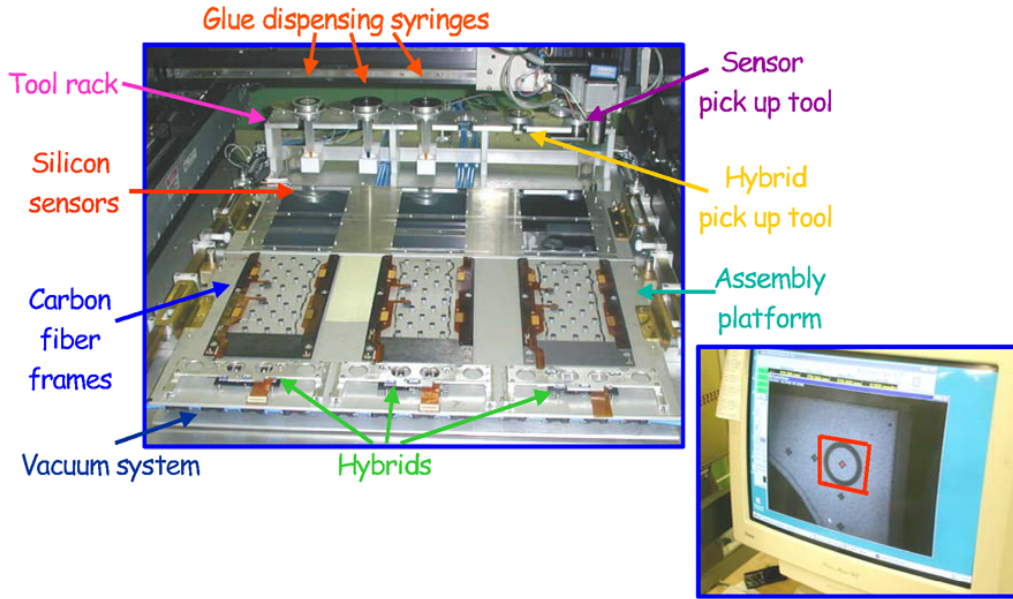 Glue dispensing syringes
Tool rack
Sensor
pick up tool
Silicon
sensors
Hybrid
pick up tool
Carbon
fiber
frames
Assembly
platform
Vacuum system
Hybrids